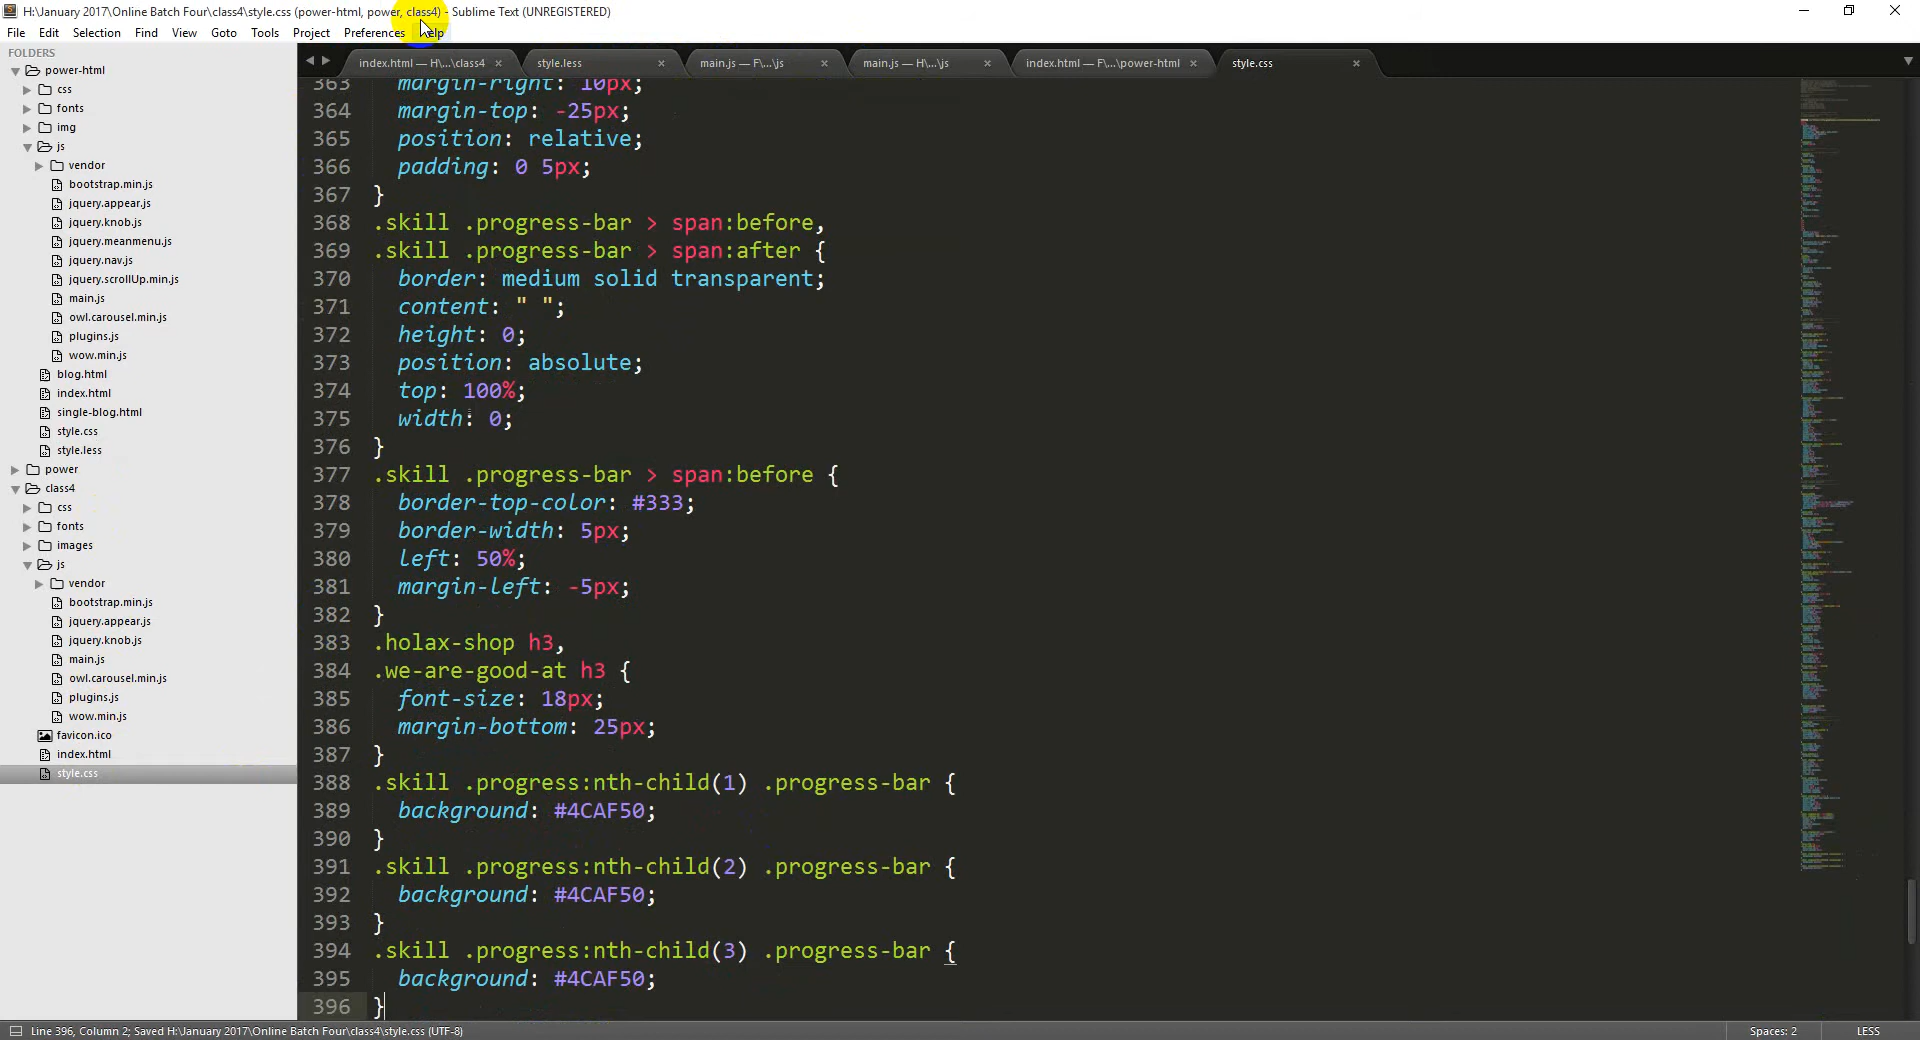 H:\January 2017\Online Batch Four\class4\style.css (power-html, power, class4) - Sublime Text (UNREGISTERED)
File Edit Selection Find View Goto Tools Project Preferences Help
FOLDERS
power-html
css
fonts
img
js
vendor
bootstrap.min.js
jquery.appear.js
jquery.knob.js
jquery.meanmenu.js
jquery.nav.js
jquery.scrollUp.min.js
main.js
owl.carousel.min.js
plugins.js
wow.min.js
blog.html
index.html
single-blog.html
style.css
style.less
power
class4
css
fonts
images
js
vendor
bootstrap.min.js
jquery.appear.js
jquery.knob.js
main.js
owl.carousel.min.js
plugins.js
wow.min.js
favicon.ico
index.html
style.css
index.html — H\...\class4 style.less main.js — F\...\js main.js — H\...\js index.html — F\...\power-html style.css
363 margin-right: 10px;
364 margin-top: -25px;
365 position: relative;
366 padding: 0 5px;
367 }
368 .skill .progress-bar > span:before,
369 .skill .progress-bar > span:after {
370 border: medium solid transparent;
371 content: " ";
372 height: 0;
373 position: absolute;
374 top: 100%;
375 width: 0;
376 }
377 .skill .progress-bar > span:before {
378 border-top-color: #333;
379 border-width: 5px;
380 left: 50%;
381 margin-left: -5px;
382 }
383 .holax-shop h3,
384 .we-are-good-at h3 {
385 font-size: 18px;
386 margin-bottom: 25px;
387 }
388 .skill .progress:nth-child(1) .progress-bar {
389 background: #4CAF50;
390 }
391 .skill .progress:nth-child(2) .progress-bar {
392 background: #4CAF50;
393 }
394 .skill .progress:nth-child(3) .progress-bar {
395 background: #4CAF50;
396 }
Line 396, Column 2; Saved H:\January 2017\Online Batch Four\class4\style.css (UTF-8) Spaces: 2 LESS